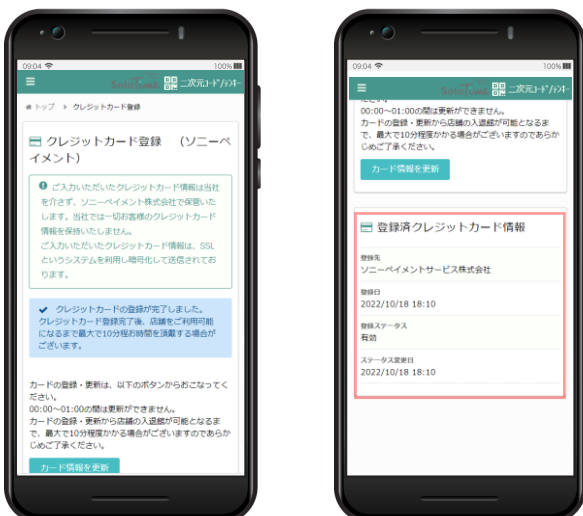 09:04
100%
SoloTime
二次元コード/テンキー
トップ > クレジットカード登録
クレジットカード登録 （ソニーペ
イメント）
ご入力いただいたクレジットカード情報は当社
を介さず、ソニーペイメント株式会社で保管いた
します。当社では一切お客様のクレジットカード
情報を保持いたしません。
ご入力いただいたクレジットカード情報は、SSL
というシステムを利用し暗号化して送信されてお
ります。
クレジットカードの登録が完了しました。
クレジットカード登録完了後、店舗をご利用可能
になるまで最大で10分程お時間を頂戴する場合が
ございます。
カードの登録・更新は、以下のボタンからおこなってく
ださい。
00:00～01:00の間は更新ができません。
カードの登録・更新から店舗の入退館が可能となるま
で、最大で10分程度かかる場合がございますのであらか
じめご了承ください。
カード情報を更新
09:04
100%
SoloTime
二次元コード/テンキー
ださい。
00:00～01:00の間は更新ができません。
カードの登録・更新から店舗の入退館が可能となるま
で、最大で10分程度かかる場合がございますのであらか
じめご了承ください。
カード情報を更新
登録済クレジットカード情報
登録先
ソニーペイメントサービス株式会社
登録日
2022/10/18 18:10
登録ステータス
有効
ステータス変更日
2022/10/18 18:10